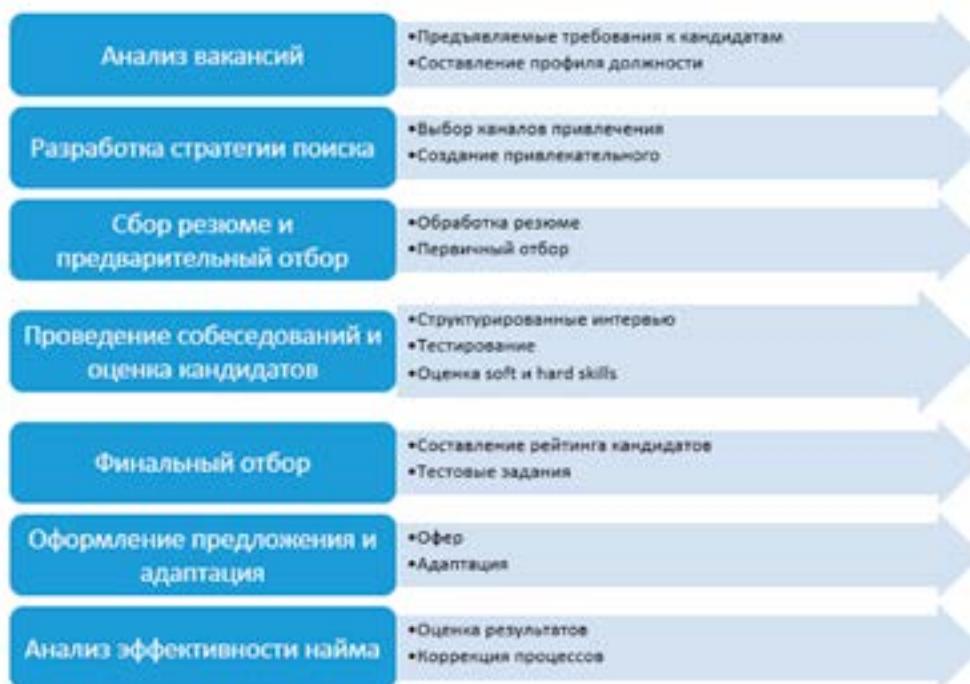 Анализ вакансий
•Предъявляемые требования к кандидатам
•Составление профиля должности
Разработка стратегии поиска
•Выбор каналов привлечения
•Создание привлекательного
Сбор резюме и
предварительный отбор
•Обработка резюме
•Первичный отбор
Проведение собеседований и
оценка кандидатов
•Структурированные интервью
•Тестирование
•Оценка soft и hard skills
Финальный отбор
•Составление рейтинга кандидатов
•Тестовые задания
Оформление предложения и
адаптация
•Офер
•Адаптация
Анализ эффективности найма
•Оценка результатов
•Коррекция процессов